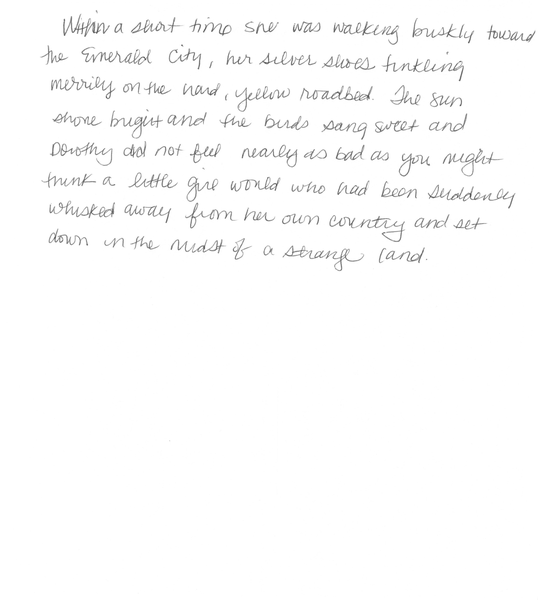 Within a short time she was walking briskly toward
the Emerald City, her silver shoes tinkling
merrily on the hard, yellow roadbed. The sun
shone bright and the birds sang sweet and
Dorothy did not feel nearly as bad as you might
think a little girl would who had been suddenly
whisked away from her own country and set
down in the midst of a strange land.